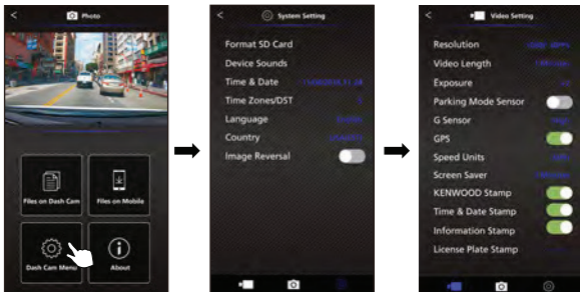 Photo
Files on Dash Cam
Files on Mobile
Dash Cam Menu
About
System Setting
Format SD Card
Device Sounds
Time & Date
Time Zones/DST
Language
Country
Image Reversal
Video Setting
Resolution
Video Length
Exposure
Parking Mode Sensor
G Sensor
GPS
Speed Units
Screen Saver
KENWOOD Stamp
Time & Date Stamp
Information Stamp
License Plate Stamp